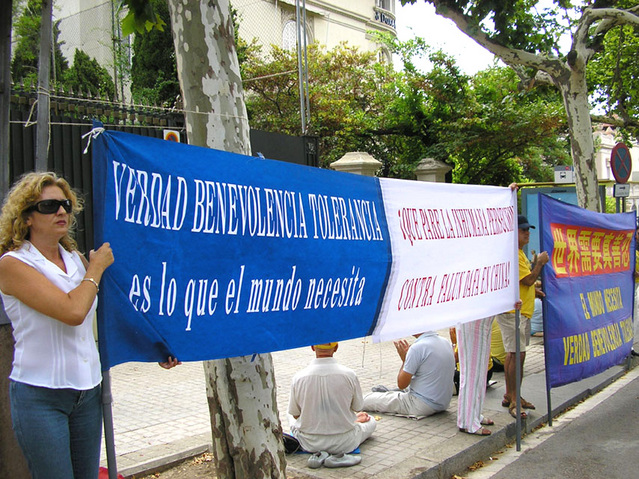 VERDAD BENEVOLENCIA TOLERANCIA
es lo que el mundo necesita
¡QUE PARE LA INHUMANA PERSECUCION
CONTRA FALUN DAFA EN CHINA!
世界需要真善忍
EL MUNDO NECESITA
VERDAD BENEVOLENCIA